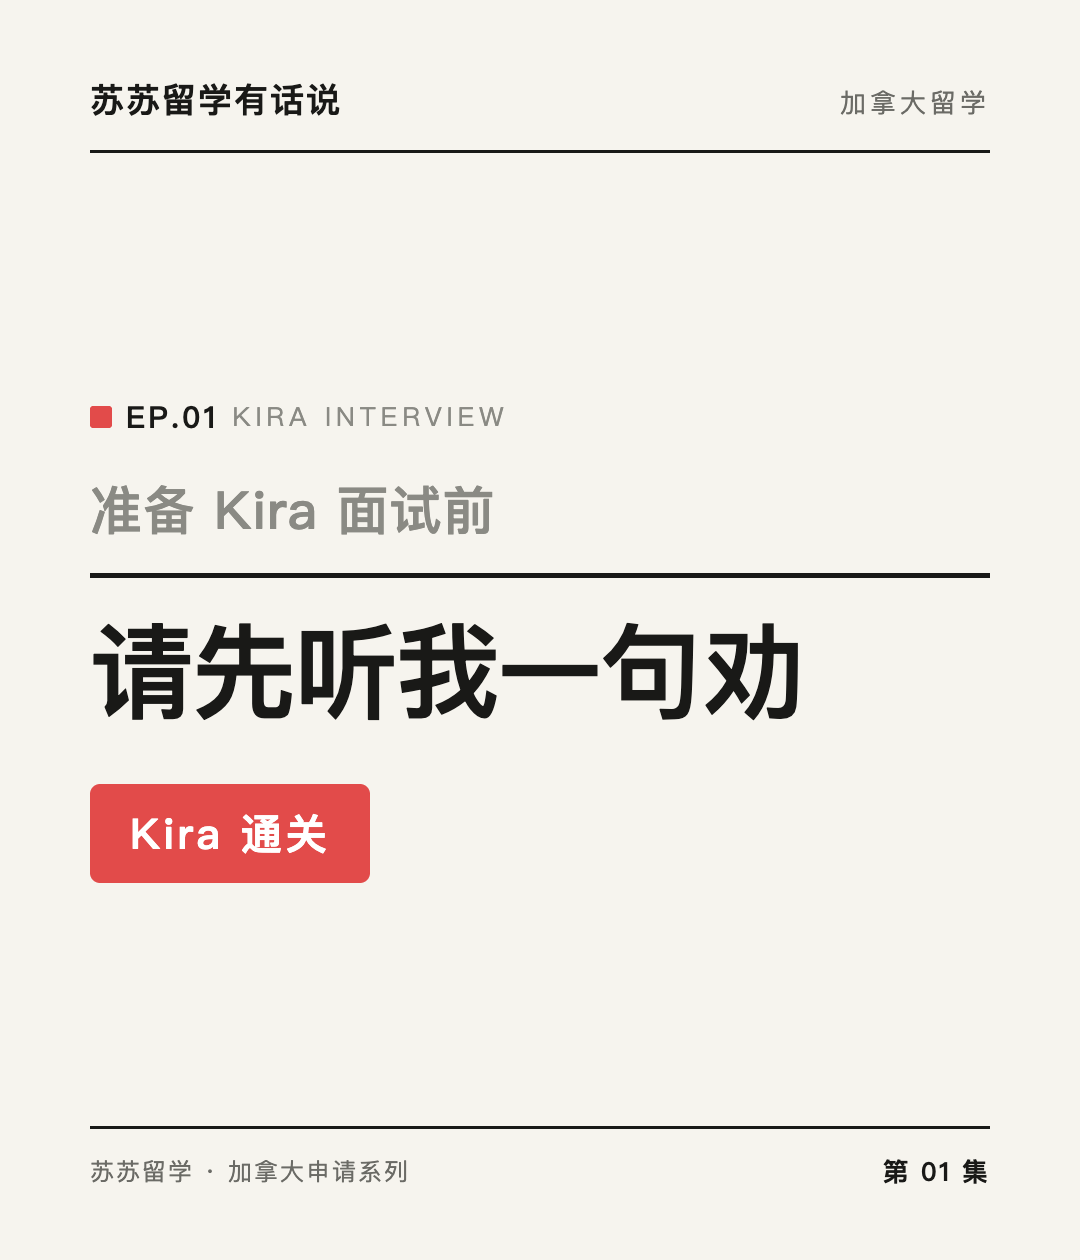 苏苏留学有话说
加拿大留学
EP.01 KIRA INTERVIEW
准备 Kira 面试前
请先听我一句劝
Kira 通关
苏苏留学 · 加拿大申请系列
第 01 集